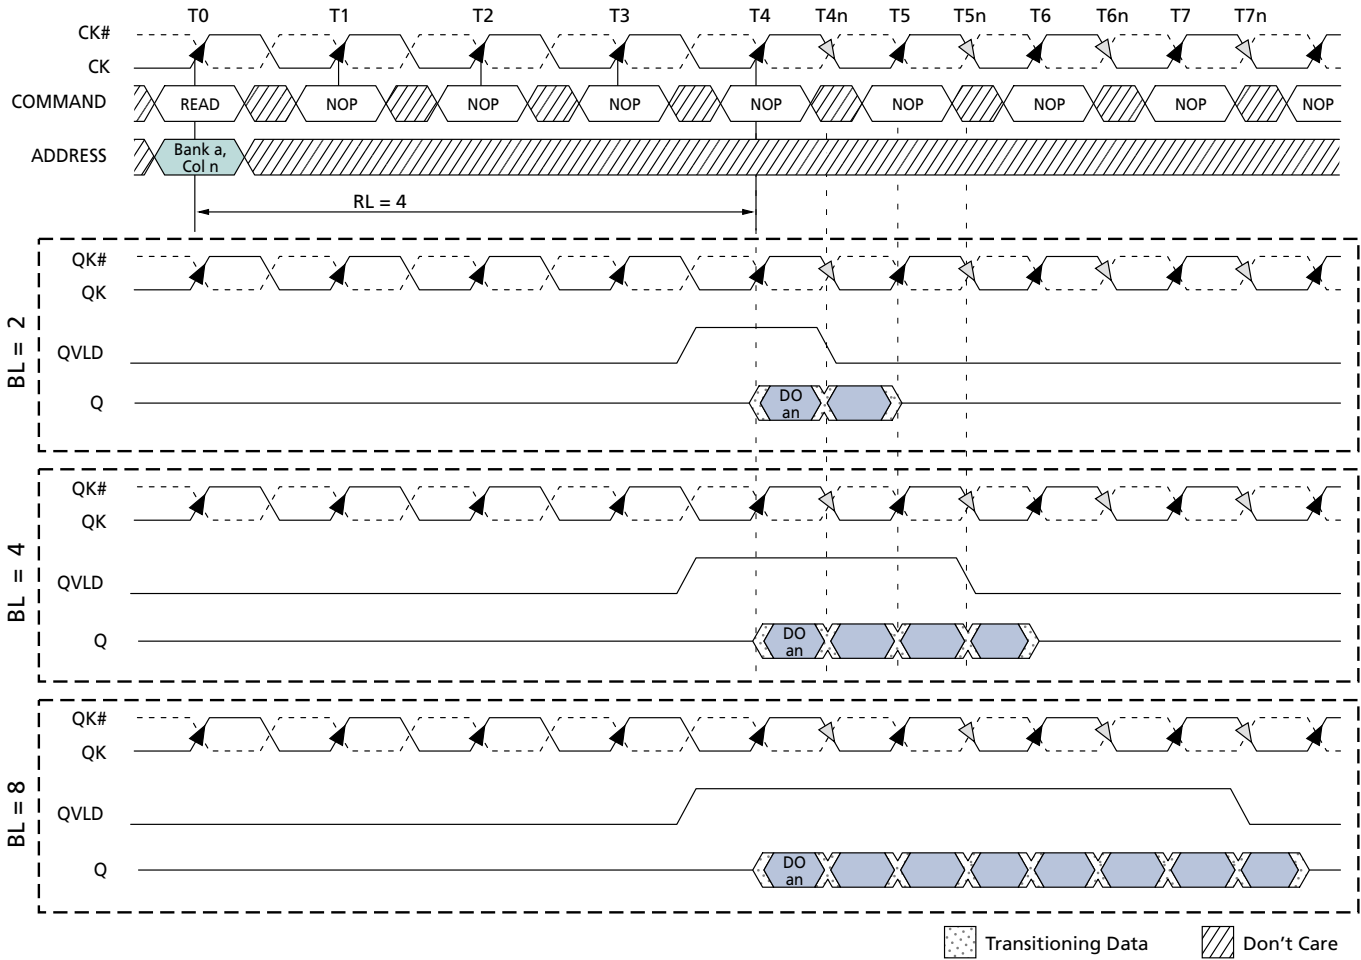 T0 T1 T2 T3 T4 T4n T5 T5n T6 T6n T7 T7n
CK#
CK
COMMAND READ NOP NOP NOP NOP NOP NOP NOP NOP
ADDRESS Bank a,
Col n
RL = 4
BL = 2
QK#
QK
QVLD
Q DO
an
BL = 4
QK#
QK
QVLD
Q DO
an
BL = 8
QK#
QK
QVLD
Q DO
an
Transitioning Data Don't Care